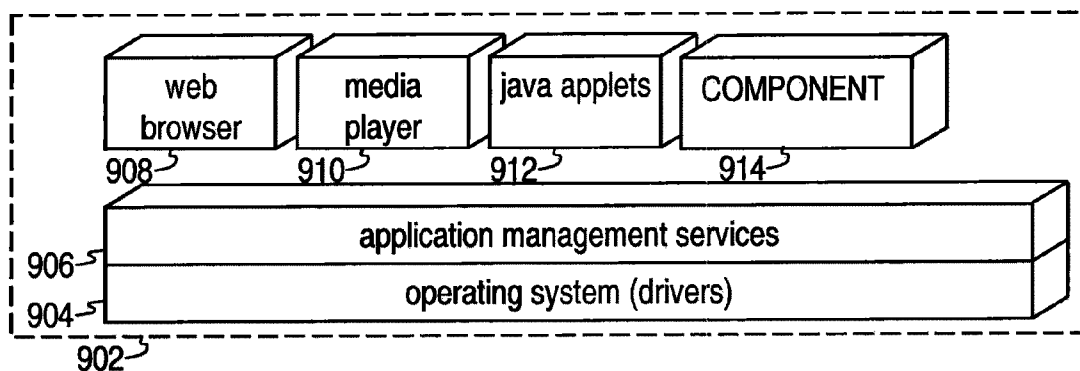 web
browser
media
player
java applets
COMPONENT
908
910
912
914
application management services
906
operating system (drivers)
904
902